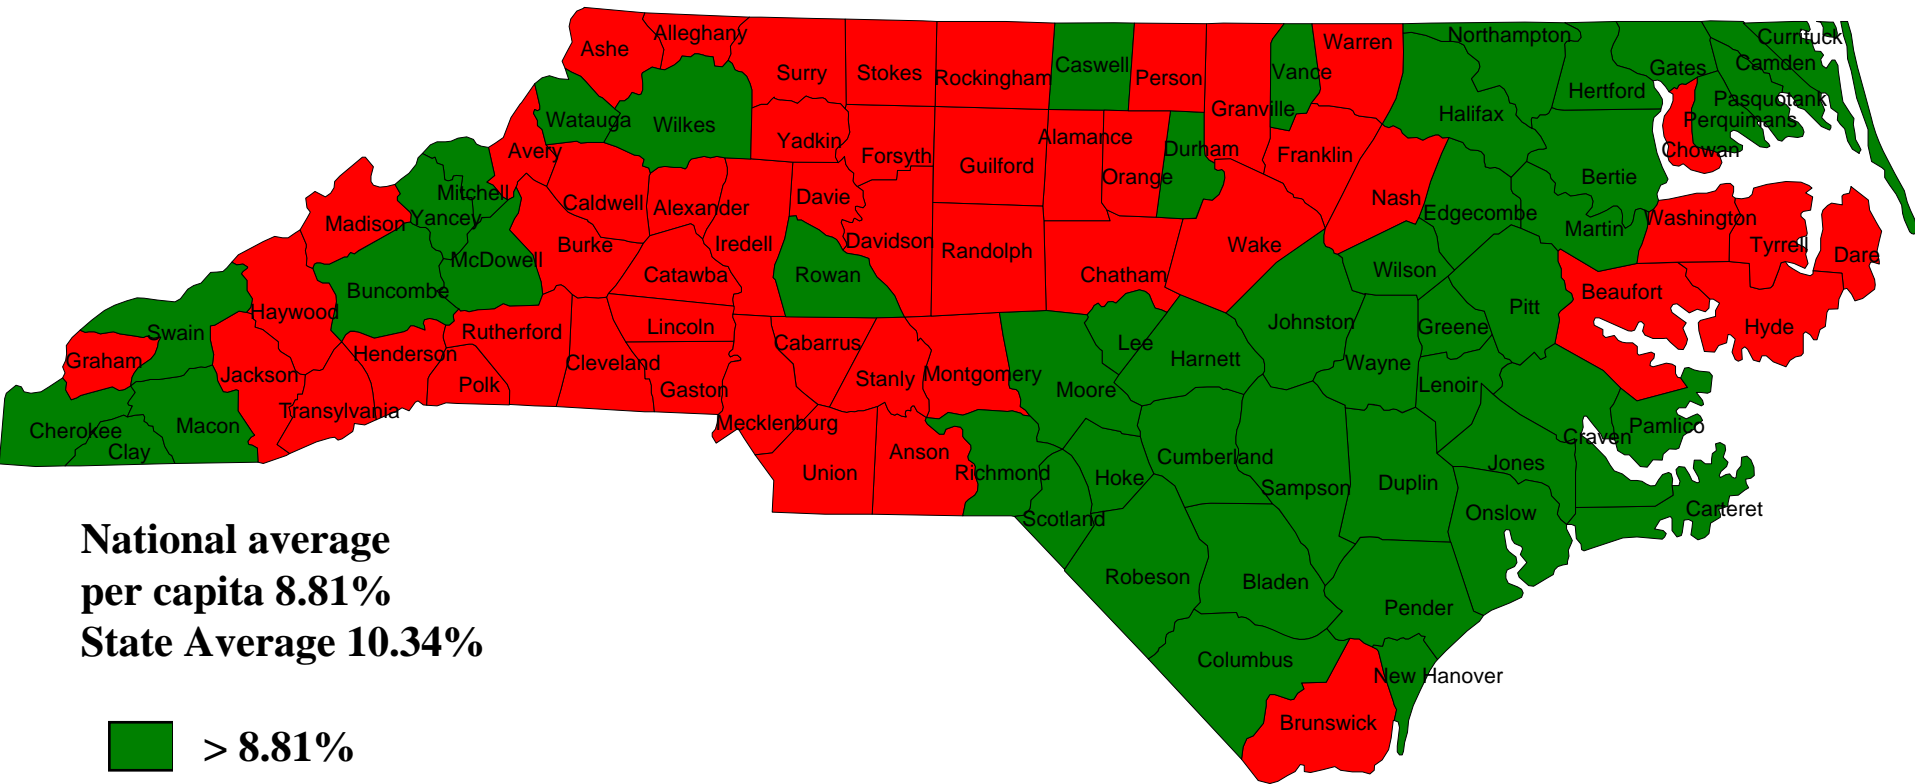 Ashe
Alleghany
Surry
Stokes
Rockingham
Caswell
Person
Granville
Vance
Warren
Northampton
Halifax
Hertford
Gates
Currituck
Camden
Pasquotank
Perquimans
Chowan
Watauga
Wilkes
Yadkin
Forsyth
Guilford
Alamance
Orange
Durham
Franklin
Nash
Edgecombe
Bertie
Martin
Washington
Tyrrell
Dare
Avery
Mitchell
Yancey
Madison
Caldwell
Alexander
Davie
Iredell
Davidson
Randolph
Chatham
Wake
Wilson
Pitt
Beaufort
Hyde
McDowell
Burke
Catawba
Rowan
Buncombe
Haywood
Swain
Graham
Rutherford
Lincoln
Cabarrus
Lee
Harnett
Johnston
Greene
Wayne
Lenoir
Henderson
Polk
Cleveland
Gaston
Stanly
Montgomery
Moore
Jackson
Transylvania
Mecklenburg
Cherokee
Clay
Macon
Union
Anson
Richmond
Hoke
Cumberland
Sampson
Duplin
Jones
Craven
Pamlico
Carteret
Onslow
Scotland
Robeson
Bladen
Pender
Columbus
New Hanover
Brunswick
National average
per capita 8.81%
State Average 10.34%
> 8.81%